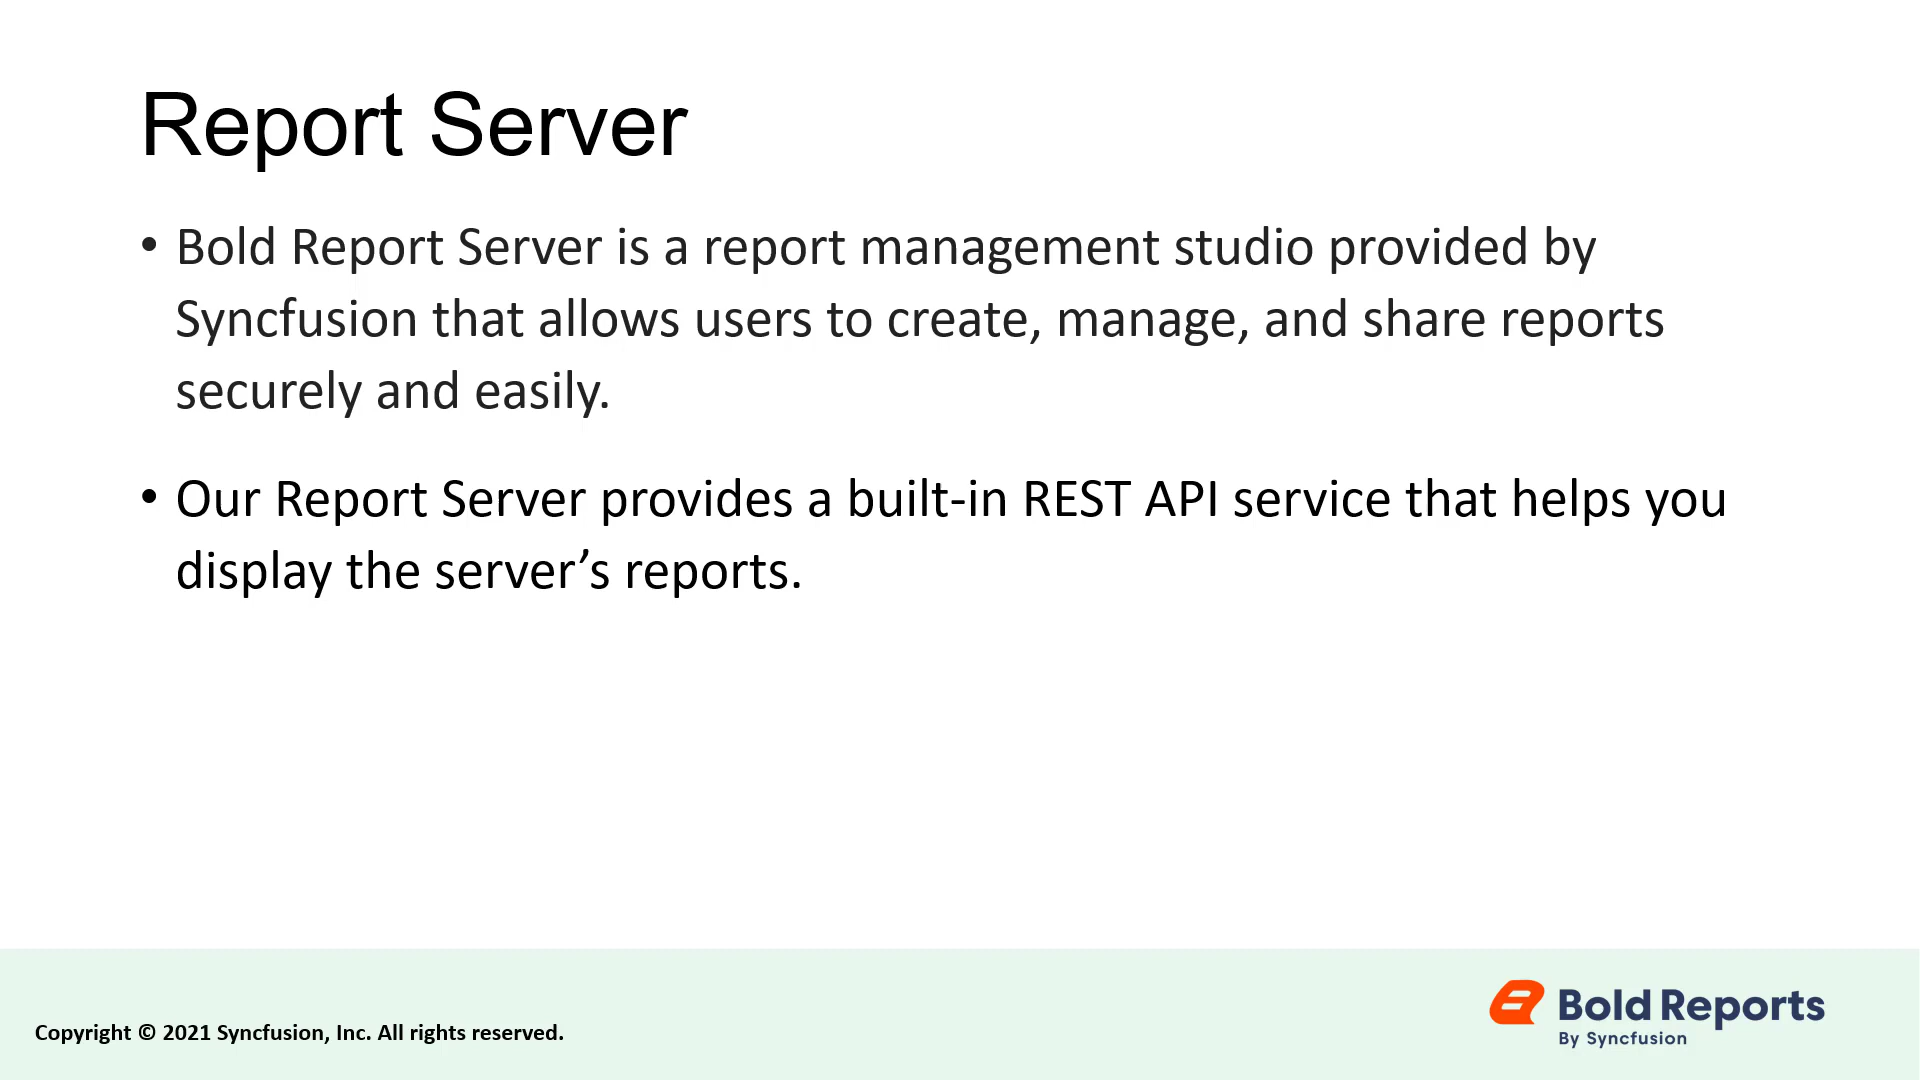 Report Server
• Bold Report Server is a report management studio provided by
Syncfusion that allows users to create, manage, and share reports
securely and easily.
• Our Report Server provides a built-in REST API service that helps you
display the server’s reports.
Copyright © 2021 Syncfusion, Inc. All rights reserved.
Bold Reports
By Syncfusion